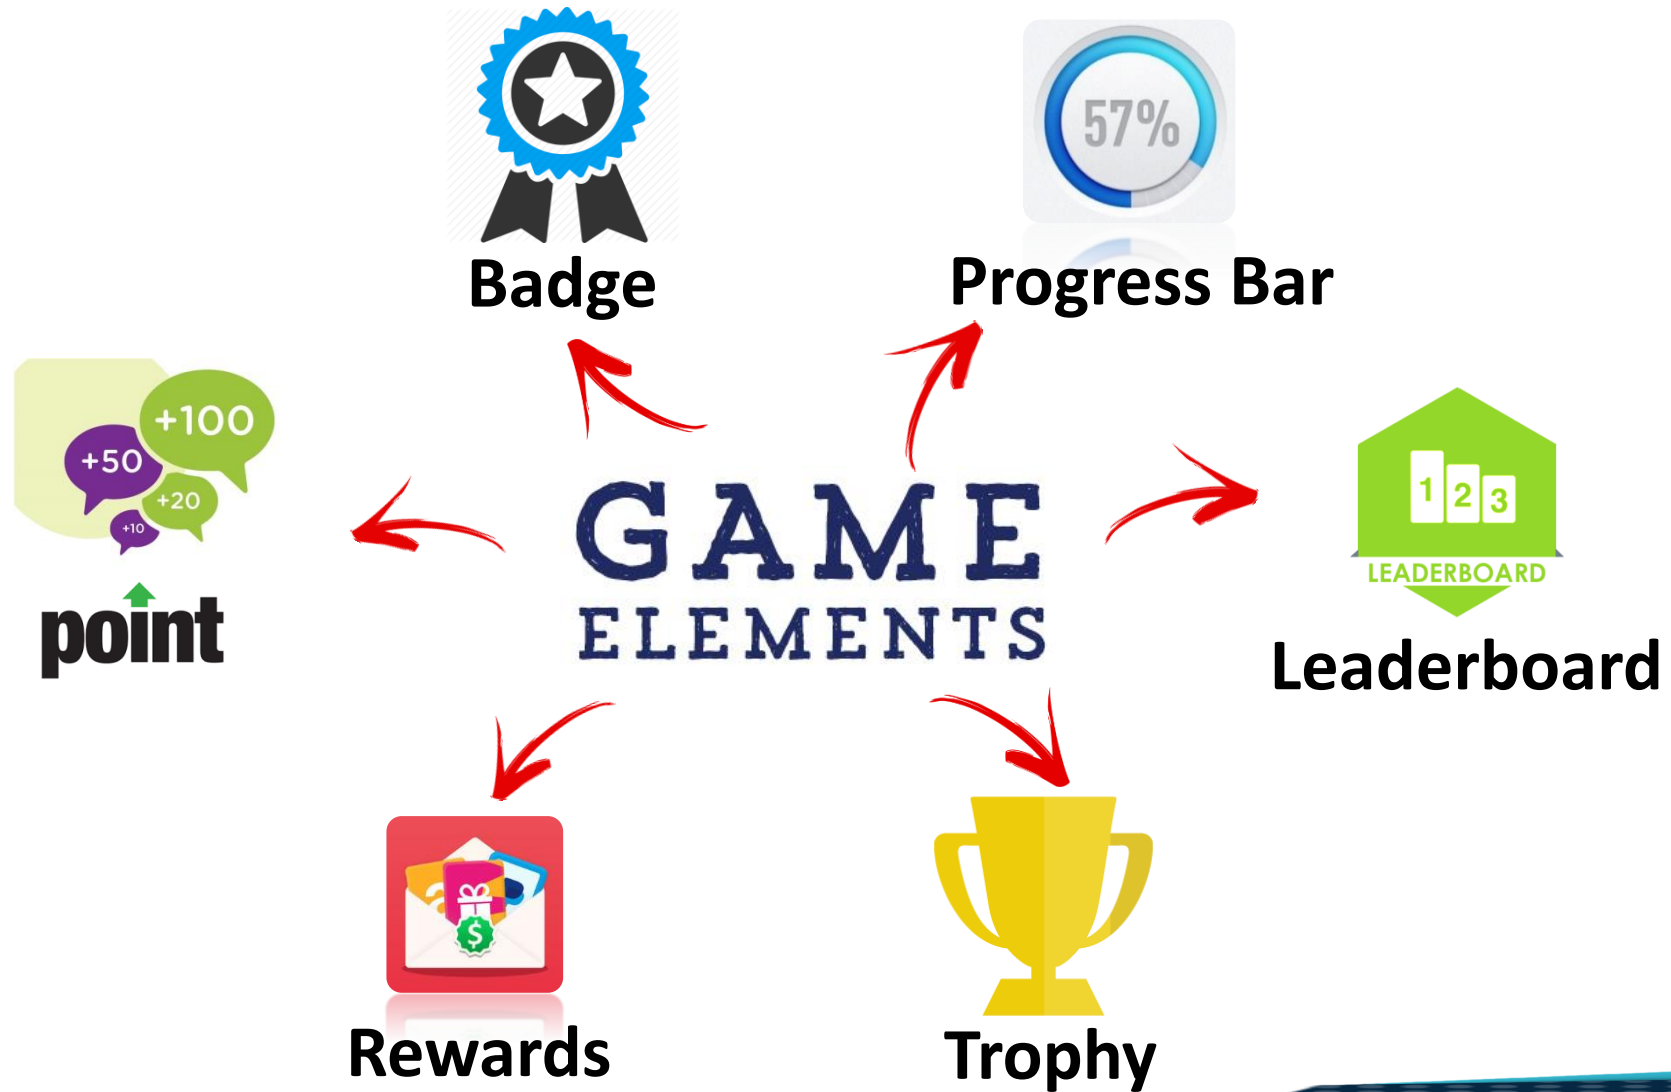 57%
Badge
Progress Bar
+100
+50
+20
+10
point
GAME
ELEMENTS
1 2 3
LEADERBOARD
Leaderboard
$
Rewards
Trophy